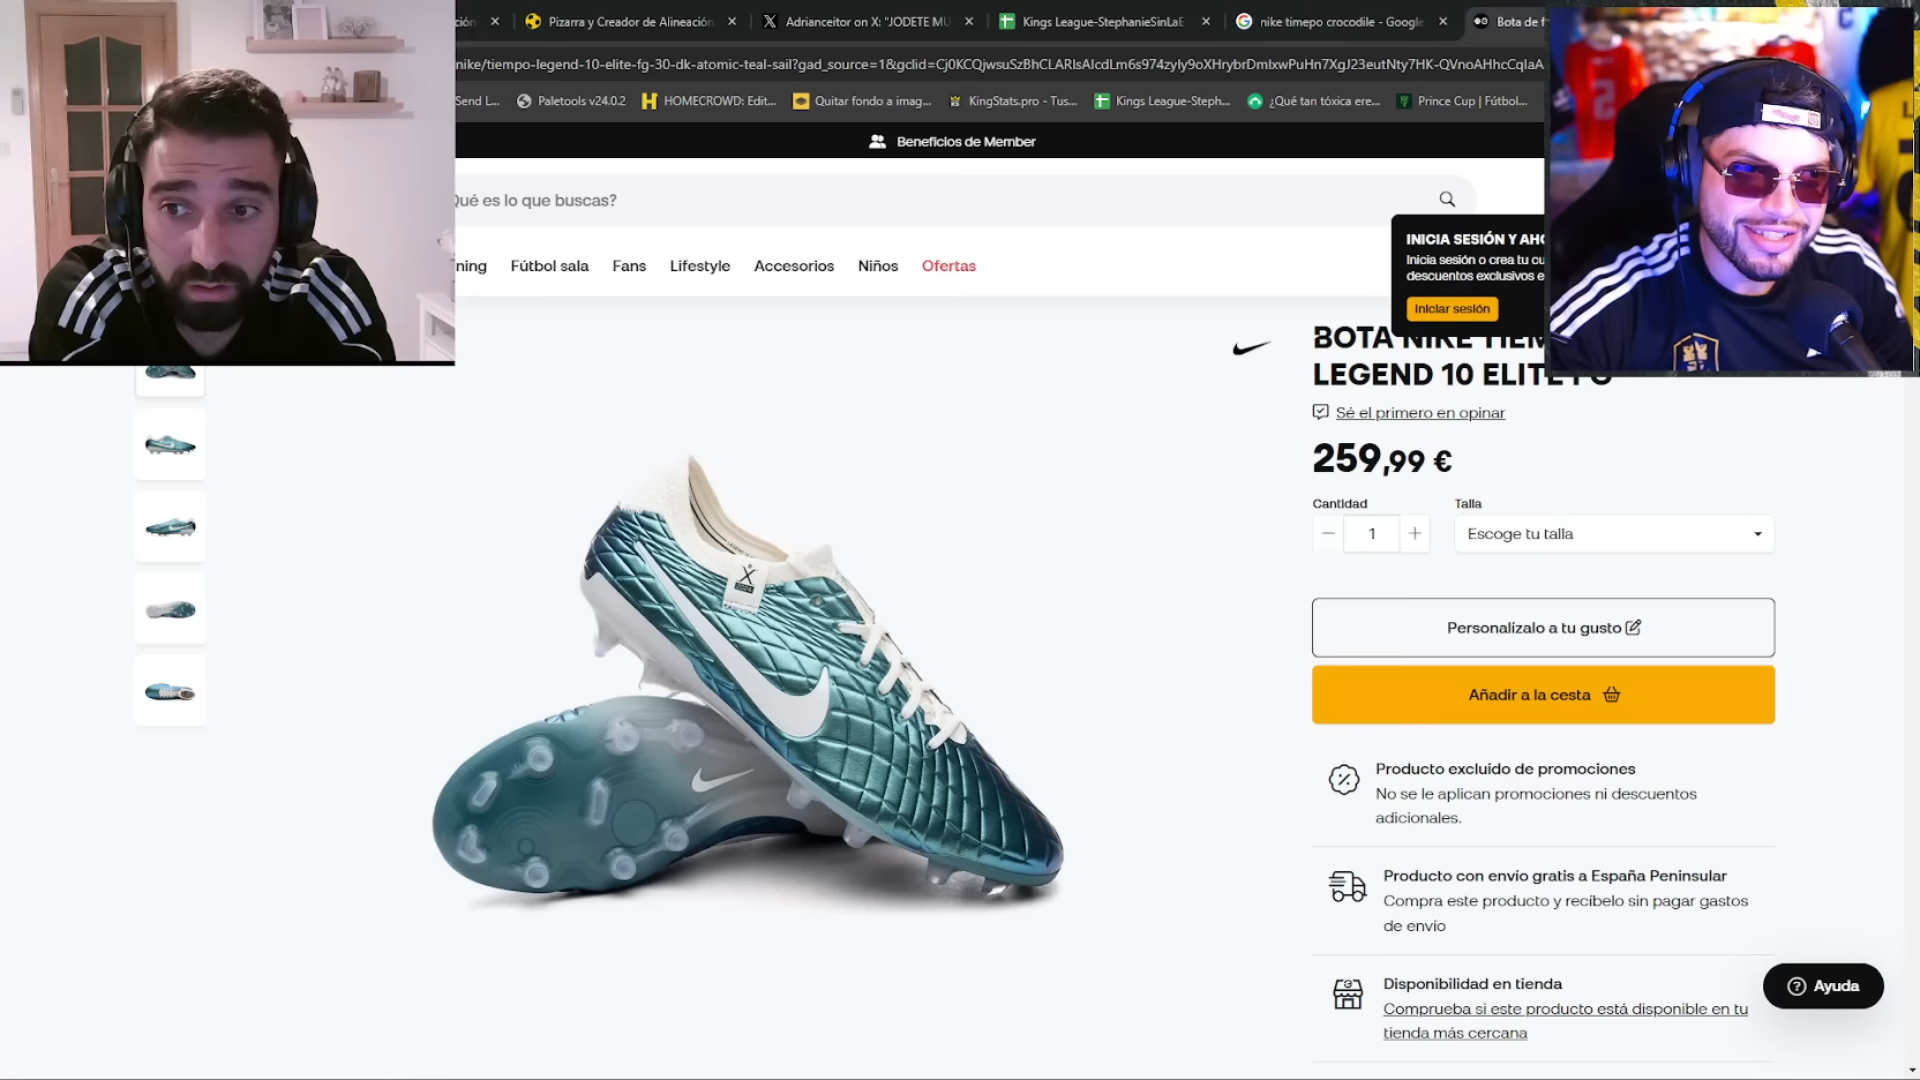 ción
Pizarra y Creador de Alineación
Adrianceitor on X: "JODETE MU
Kings League-StephanieSinLaE
nike timepo crocodile - Google
Bota de f
nike/tiempo-legend-10-elite-fg-30-dk-atomic-teal-sail?gad_source=1&gclid=
Send L...
Paletools v24.0.2
HOMECROWD: Edit...
Quitar fondo a imag...
KingStats.pro - Tus...
Kings League-Steph...
¿Qué tan tóxica ere...
Prince Cup | Fútbol...
Beneficios de Member
Qué es lo que buscas?
INICIA SESIÓN Y AHO
Inicia sesión o crea tu cu
descuentos exclusivos e
Iniciar sesión
ning
Fútbol sala
Fans
Lifestyle
Accesorios
Niños
Ofertas
BOTA NIKE TIEM
LEGEND 10 ELITE FG
Sé el primero en opinar
259,99 €
Cantidad
Talla
1
Escoge tu talla
Personalízalo a tu gusto
Añadir a la cesta
Producto excluido de promociones
No se le aplican promociones ni descuentos
adicionales.
Producto con envío gratis a España Peninsular
Compra este producto y recíbelo sin pagar gastos
de envío
Disponibilidad en tienda
Comprueba si este producto está disponible en tu
tienda más cercana
Ayuda